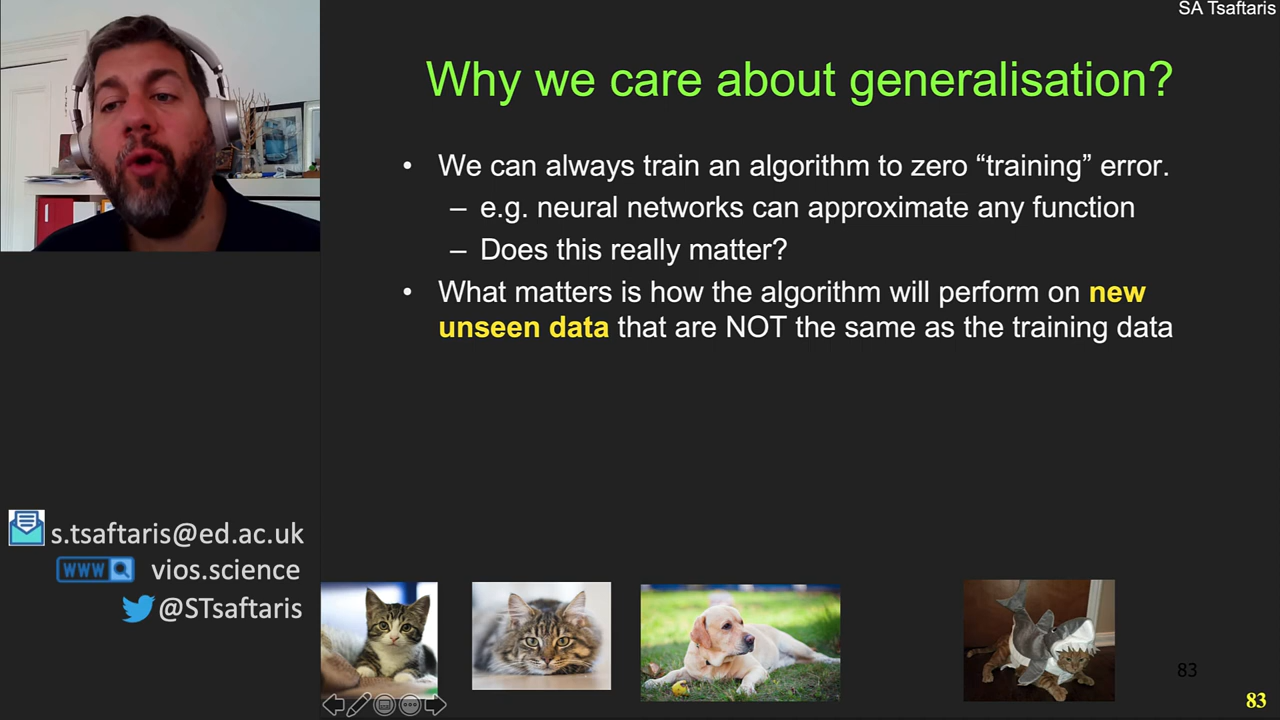 SA Tsaftaris
Why we care about generalisation?
• We can always train an algorithm to zero “training” error.
– e.g. neural networks can approximate any function
– Does this really matter?
• What matters is how the algorithm will perform on new
unseen data that are NOT the same as the training data
s.tsaftaris@ed.ac.uk
WWW vios.science
@STsaftaris
83
83